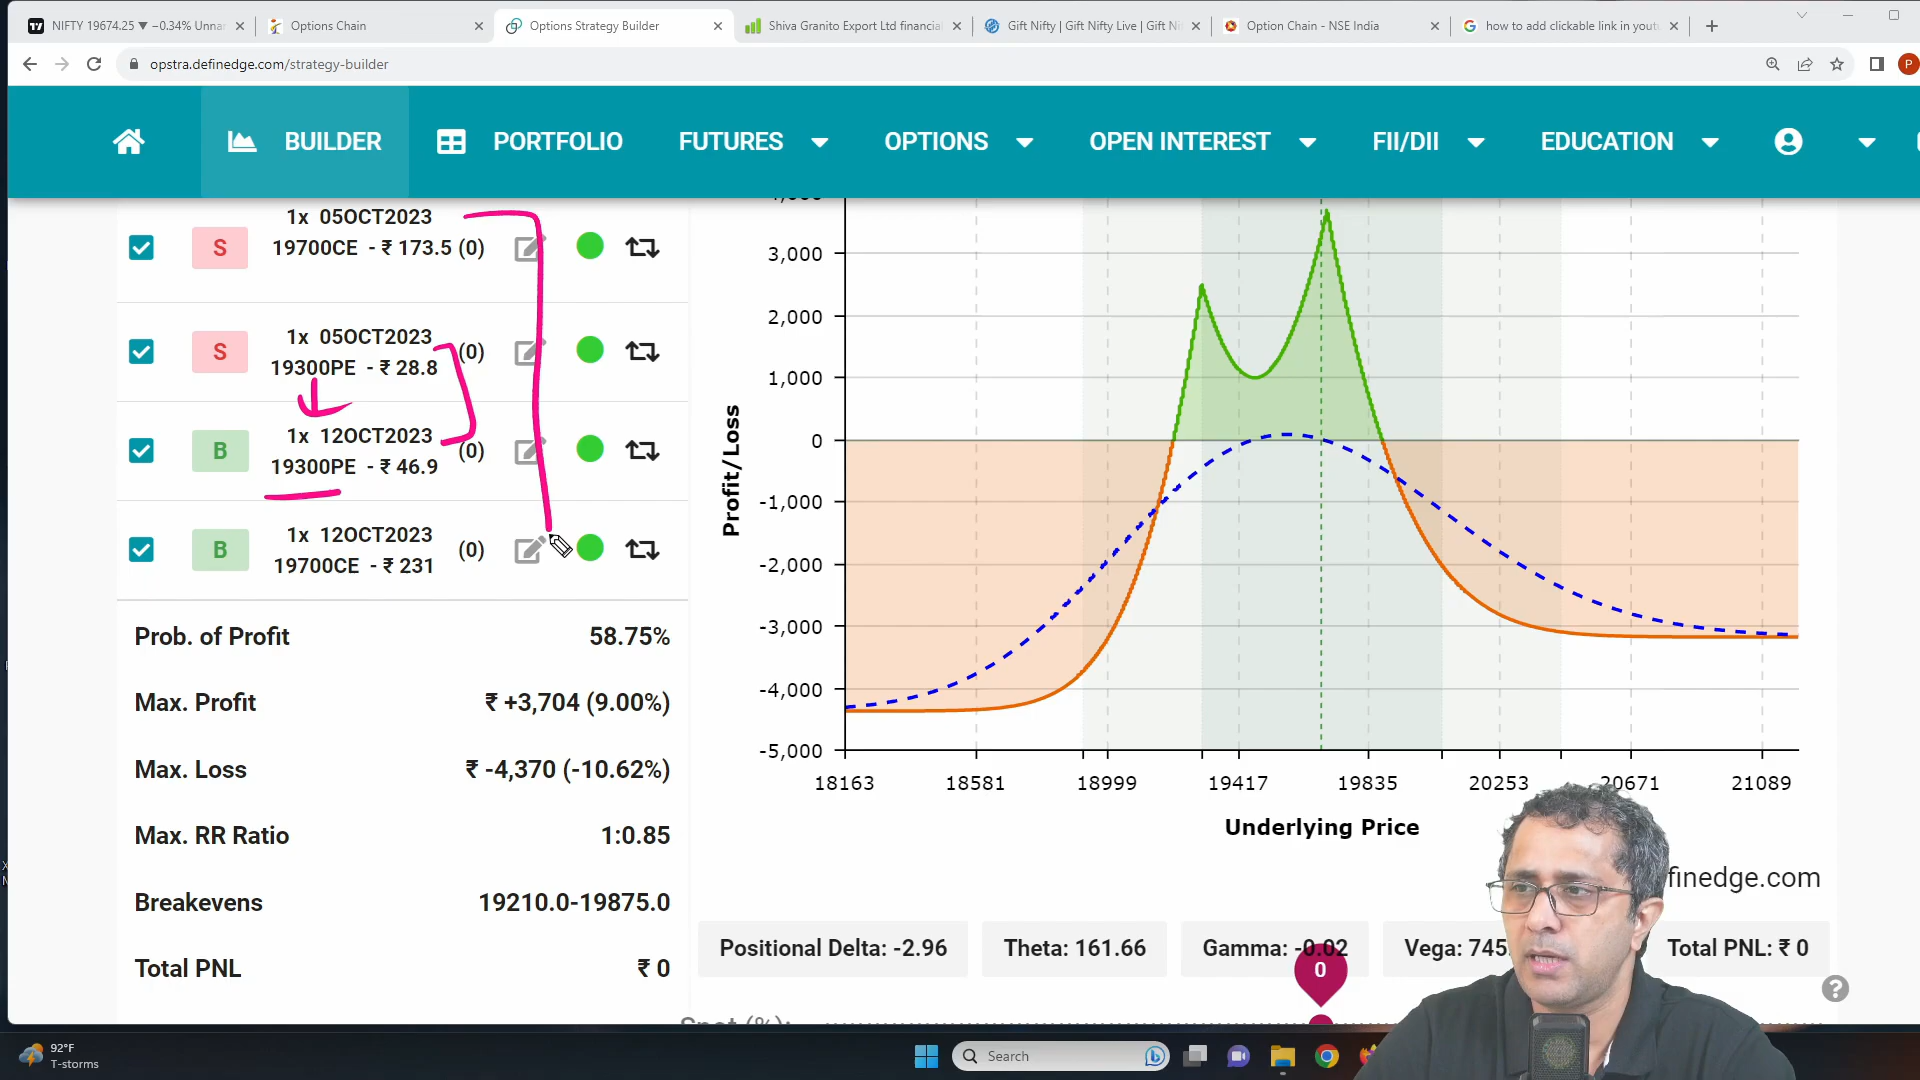 NIFTY 19674.25 ▼ −0.34% Unna
Options Chain
Options Strategy Builder
Shiva Granito Export Ltd financia
Gift Nifty | Gift Nifty Live | Gift Ni
Option Chain - NSE India
how to add clickable link in yout
opstra.definedge.com/strategy-builder
P
BUILDER
PORTFOLIO
FUTURES
OPTIONS
OPEN INTEREST
FII/DII
EDUCATION
S
1x 05OCT2023
19700CE - ₹ 173.5 (0)
S
1x 05OCT2023
19300PE - ₹ 28.8
(0)
B
1x 12OCT2023
19300PE - ₹ 46.9
(0)
B
1x 12OCT2023
19700CE - ₹ 231
(0)
Prob. of Profit 58.75%
Max. Profit ₹ +3,704 (9.00%)
Max. Loss ₹ -4,370 (-10.62%)
Max. RR Ratio 1:0.85
Breakevens 19210.0-19875.0
Total PNL ₹ 0
Profit/Loss
3,000
2,000
1,000
0
-1,000
-2,000
-3,000
-4,000
-5,000
18163 18581 18999 19417 19835 20253 20671 21089
Underlying Price
finedge.com
Positional Delta: -2.96
Theta: 161.66
Gamma: -0.02
Vega: 745.
Total PNL: ₹ 0
0
Spot (%):
?
92°F
T-storms
Search